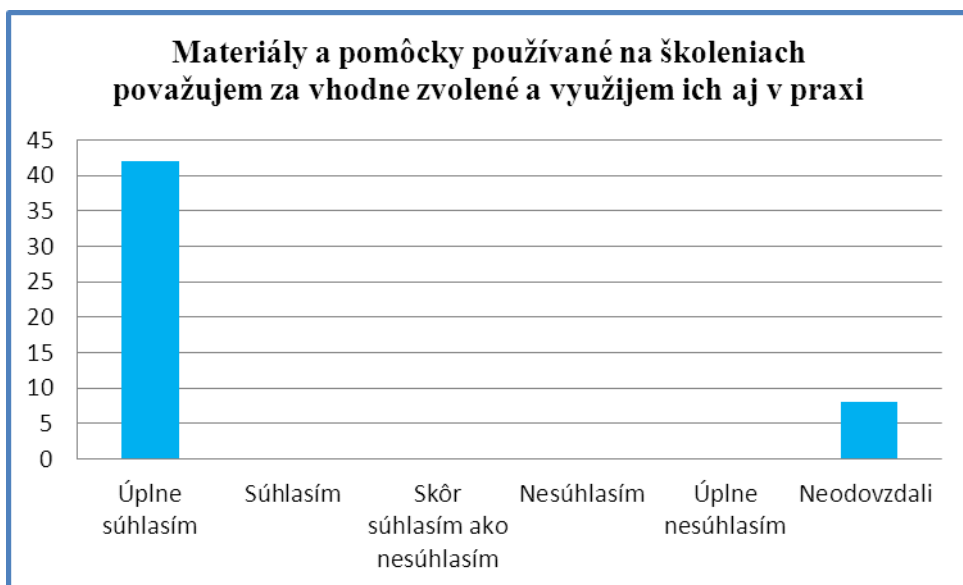 Materiály a pomôcky používané na školeniach
považujem za vhodne zvolené a využijem ich aj v praxi
45
40
35
30
25
20
15
10
5
0
Úplne súhlasím
Súhlasím
Skôr súhlasím ako nesúhlasím
Nesúhlasím
Úplne nesúhlasím
Neodovzdali